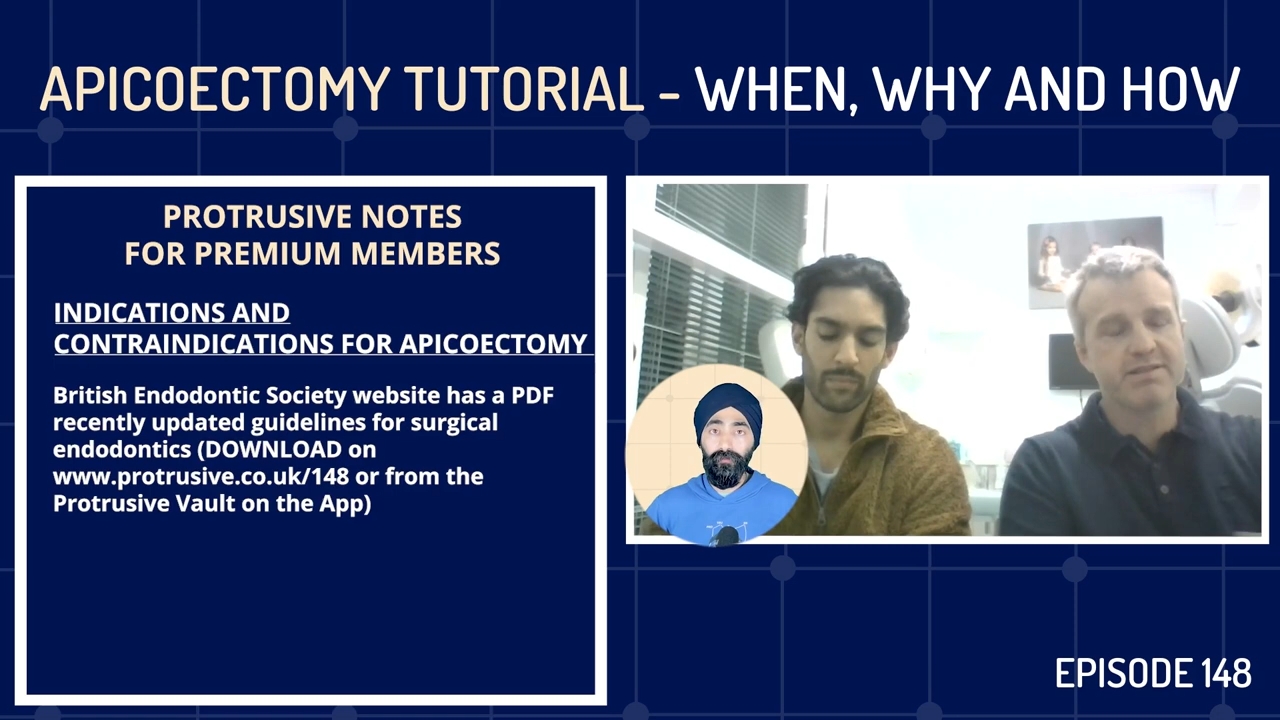 APICOECTOMY TUTORIAL - WHEN, WHY AND HOW
PROTRUSIVE NOTES
FOR PREMIUM MEMBERS
INDICATIONS AND
CONTRAINDICATIONS FOR APICOECTOMY
British Endodontic Society website has a PDF
recently updated guidelines for surgical
endodontics (DOWNLOAD on
www.protrusive.co.uk/148 or from the
Protrusive Vault on the App)
EPISODE 148